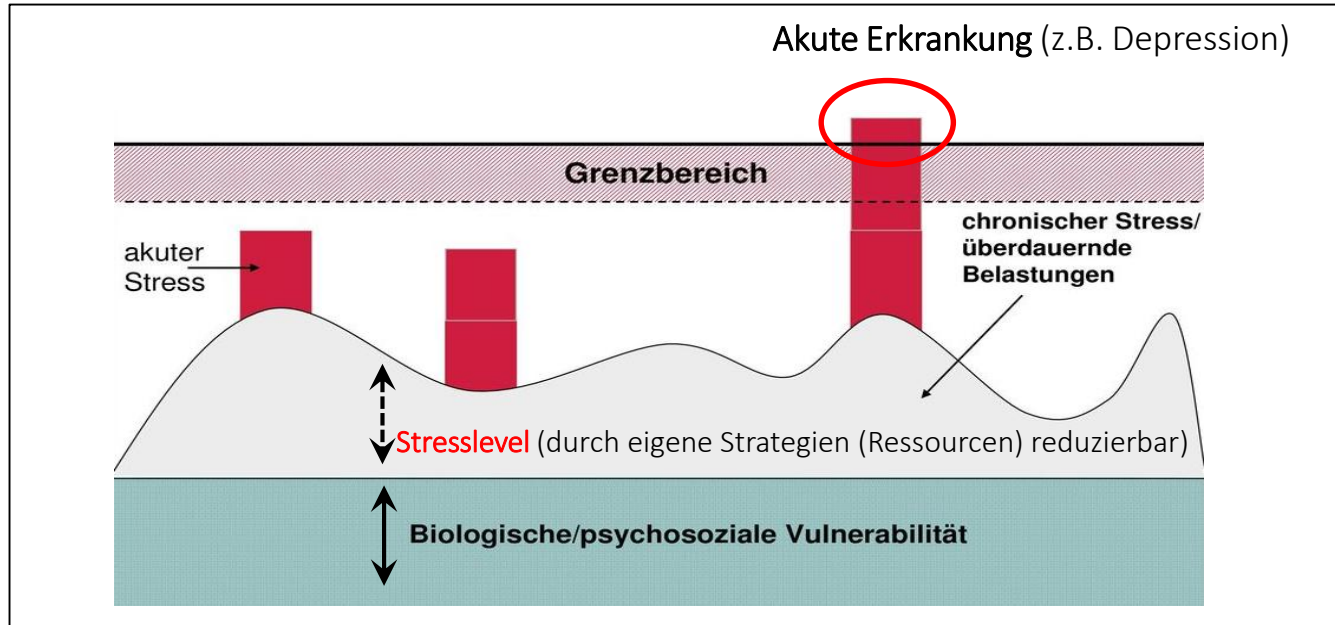 Akute Erkrankung (z.B. Depression)
Grenzbereich
akuter
Stress
chronischer Stress/
überdauernde
Belastungen
Stresslevel (durch eigene Strategien (Ressourcen) reduzierbar)
Biologische/psychosoziale Vulnerabilität